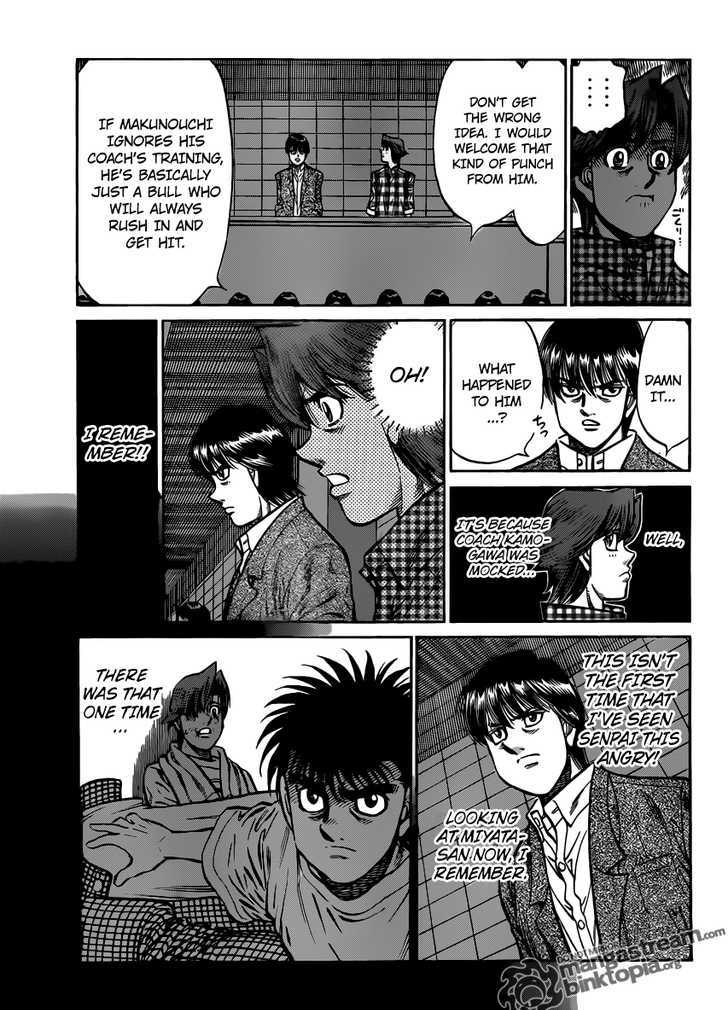 ...
DON'T GET
THE WRONG
IDEA. I WOULD
WELCOME THAT
KIND OF PUNCH
FROM HIM.
IF MAKUNOUCHI
IGNORES HIS
COACH'S TRAINING,
HE'S BASICALLY
JUST A BULL WHO
WILL ALWAYS
RUSH IN AND
GET HIT.
DAMN
IT...
WHAT
HAPPENED
TO HIM
...?
WELL,
IT'S BECAUSE
COACH KAMO-
GAWA WAS
MOCKED...
OH!
I REME-
MBER!!
THIS ISN'T
THE FIRST
TIME THAT
I'VE SEEN
SENPAI THIS
ANGRY!
LOOKING
AT MIYATA-
SAN NOW, I
REMEMBER.
THERE
WAS THAT
ONE TIME
...
mangastream.com
binktopia.org